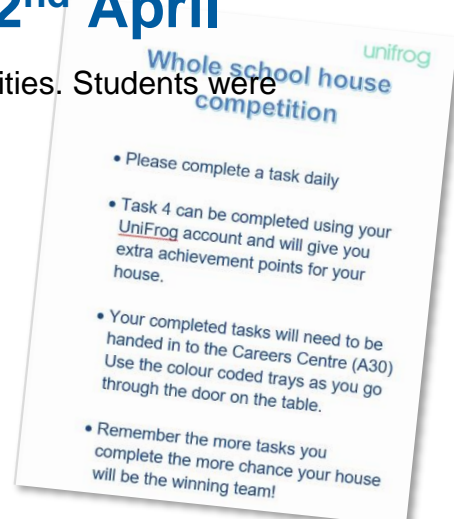 2nd April
ities. Students were
unifrog
Whole school house
competition
• Please complete a task daily
• Task 4 can be completed using your
UniFrog account and will give you
extra achievement points for your
house.
• Your completed tasks will need to be
handed in to the Careers Centre (A30)
Use the colour coded trays as you go
through the door on the table.
• Remember the more tasks you
complete the more chance your house
will be the winning team!